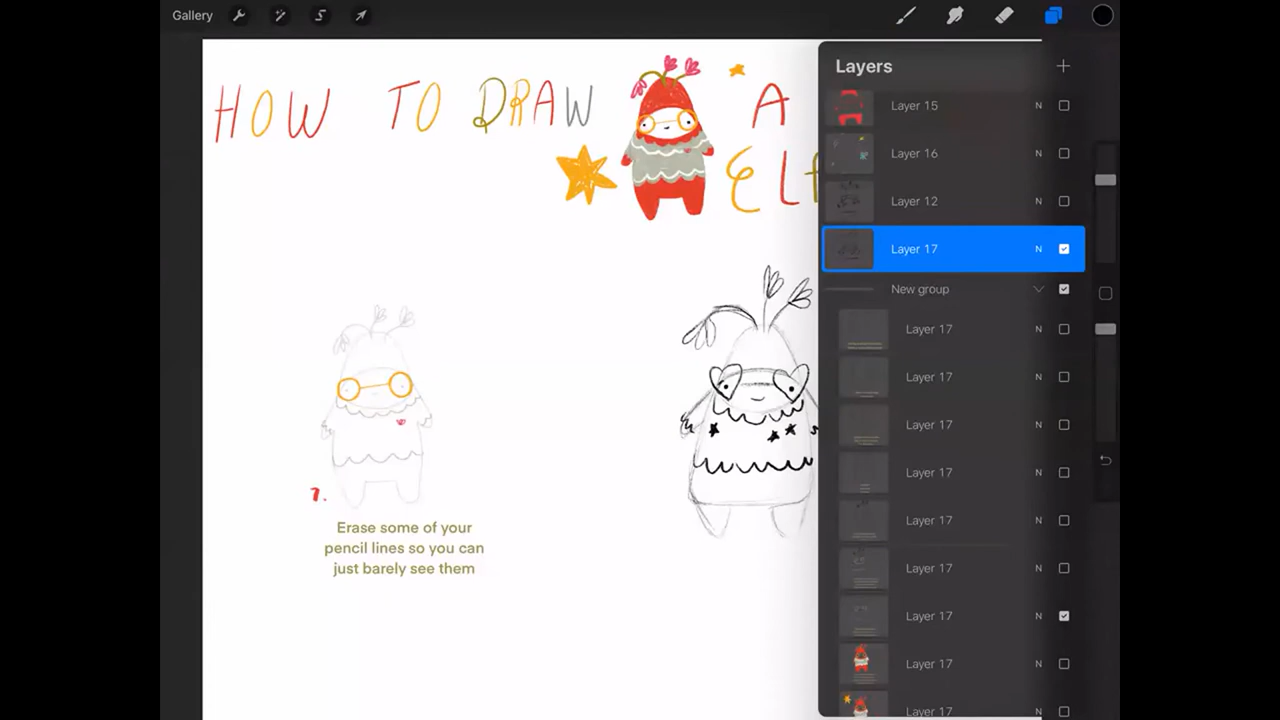 Gallery
HOW TO DRAW A
Elf
Layers
Layer 15 N
Layer 16 N
Layer 12 N
Layer 17 N
New group
Layer 17 N
Layer 17 N
Layer 17 N
Layer 17 N
Layer 17 N
Layer 17 N
Layer 17 N
Layer 17 N
Layer 17 N
7.
Erase some of your
pencil lines so you can
just barely see them